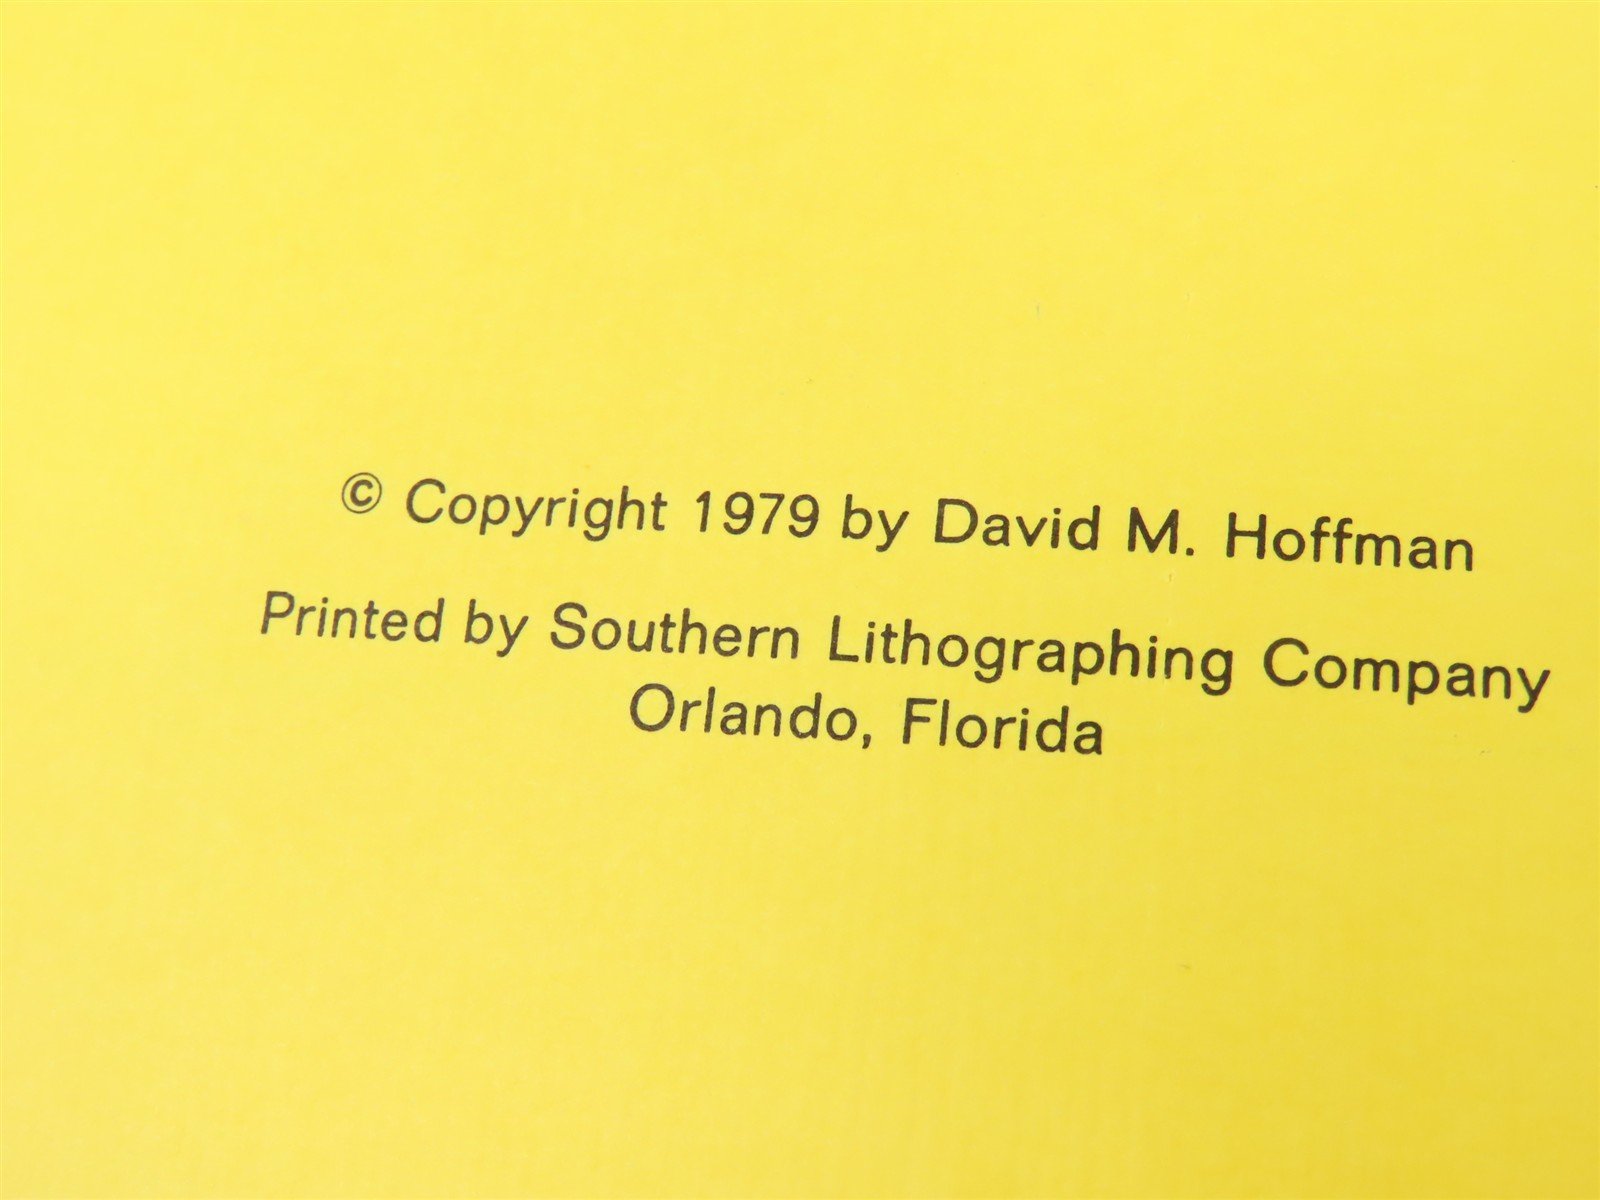 © Copyright 1979 by David M. Hoffman
Printed by Southern Lithographing Company
Orlando, Florida